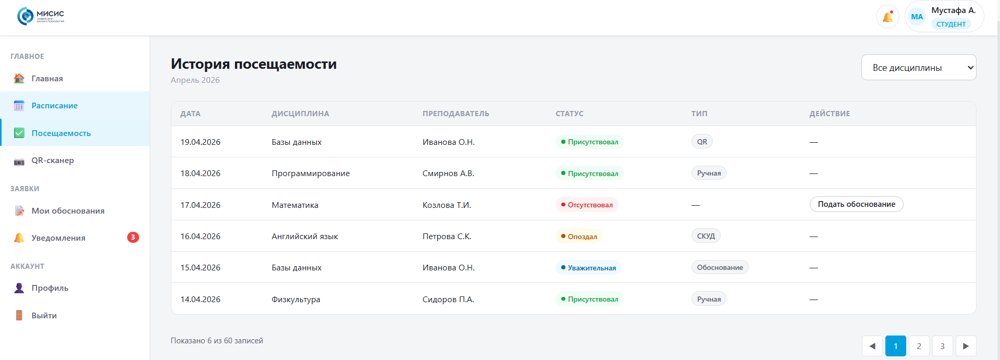 МИСИС
УНИВЕРСИТЕТ
НАУКИ И ТЕХНОЛОГИЙ
МА
Мустафа А.
СТУДЕНТ
ГЛАВНОЕ
Главная
Расписание
Посещаемость
QR-сканер
ЗАЯВКИ
Мои обоснования
Уведомления 3
АККАУНТ
Профиль
Выйти
История посещаемости
Апрель 2026
Все дисциплины
ДАТА ДИСЦИПЛИНА ПРЕПОДАВАТЕЛЬ СТАТУС ТИП ДЕЙСТВИЕ
19.04.2026 Базы данных Иванова О.Н. Присутствовал QR —
18.04.2026 Программирование Смирнов А.В. Присутствовал Ручная —
17.04.2026 Математика Козлова Т.И. Отсутствовал — Подать обоснование
16.04.2026 Английский язык Петрова С.К. Опоздал СКУД —
15.04.2026 Базы данных Иванова О.Н. Уважительная Обоснование —
14.04.2026 Физкультура Сидоров П.А. Присутствовал Ручная —
Показано 6 из 60 записей
◀ 1 2 3 ▶